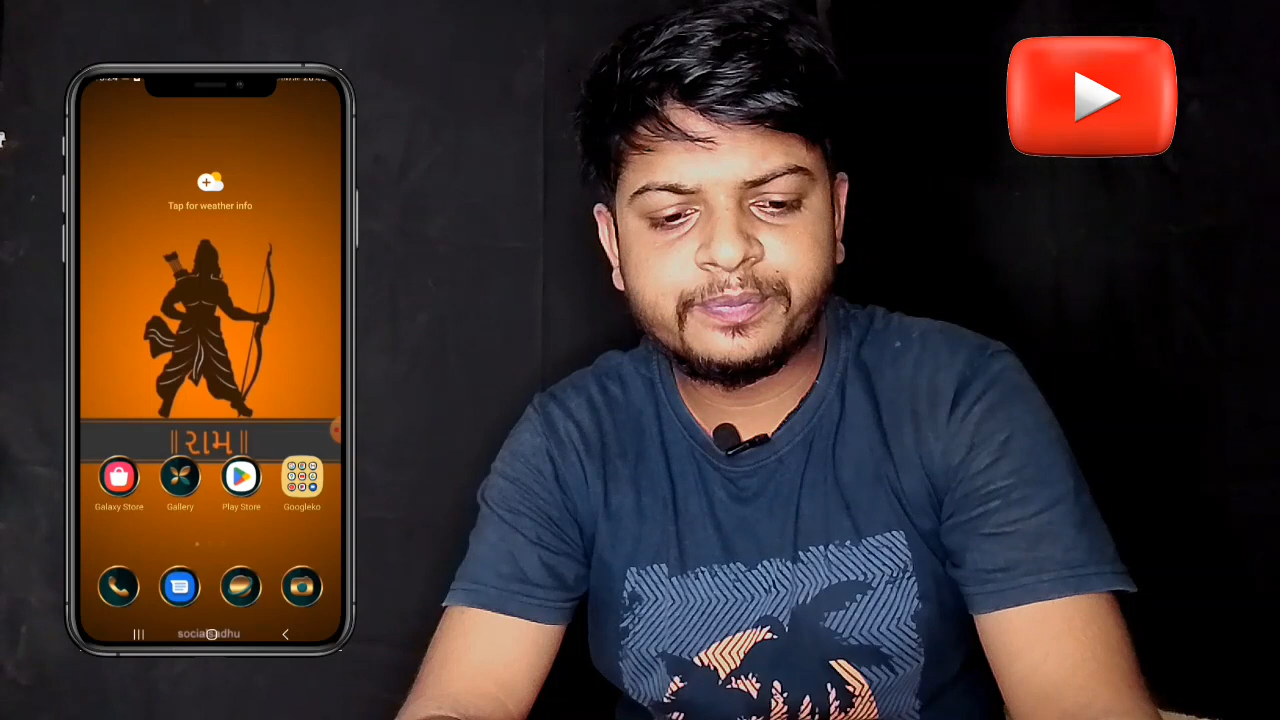 Tap for weather info
॥રામ॥
Galaxy Store
Gallery
Play Store
Googleko